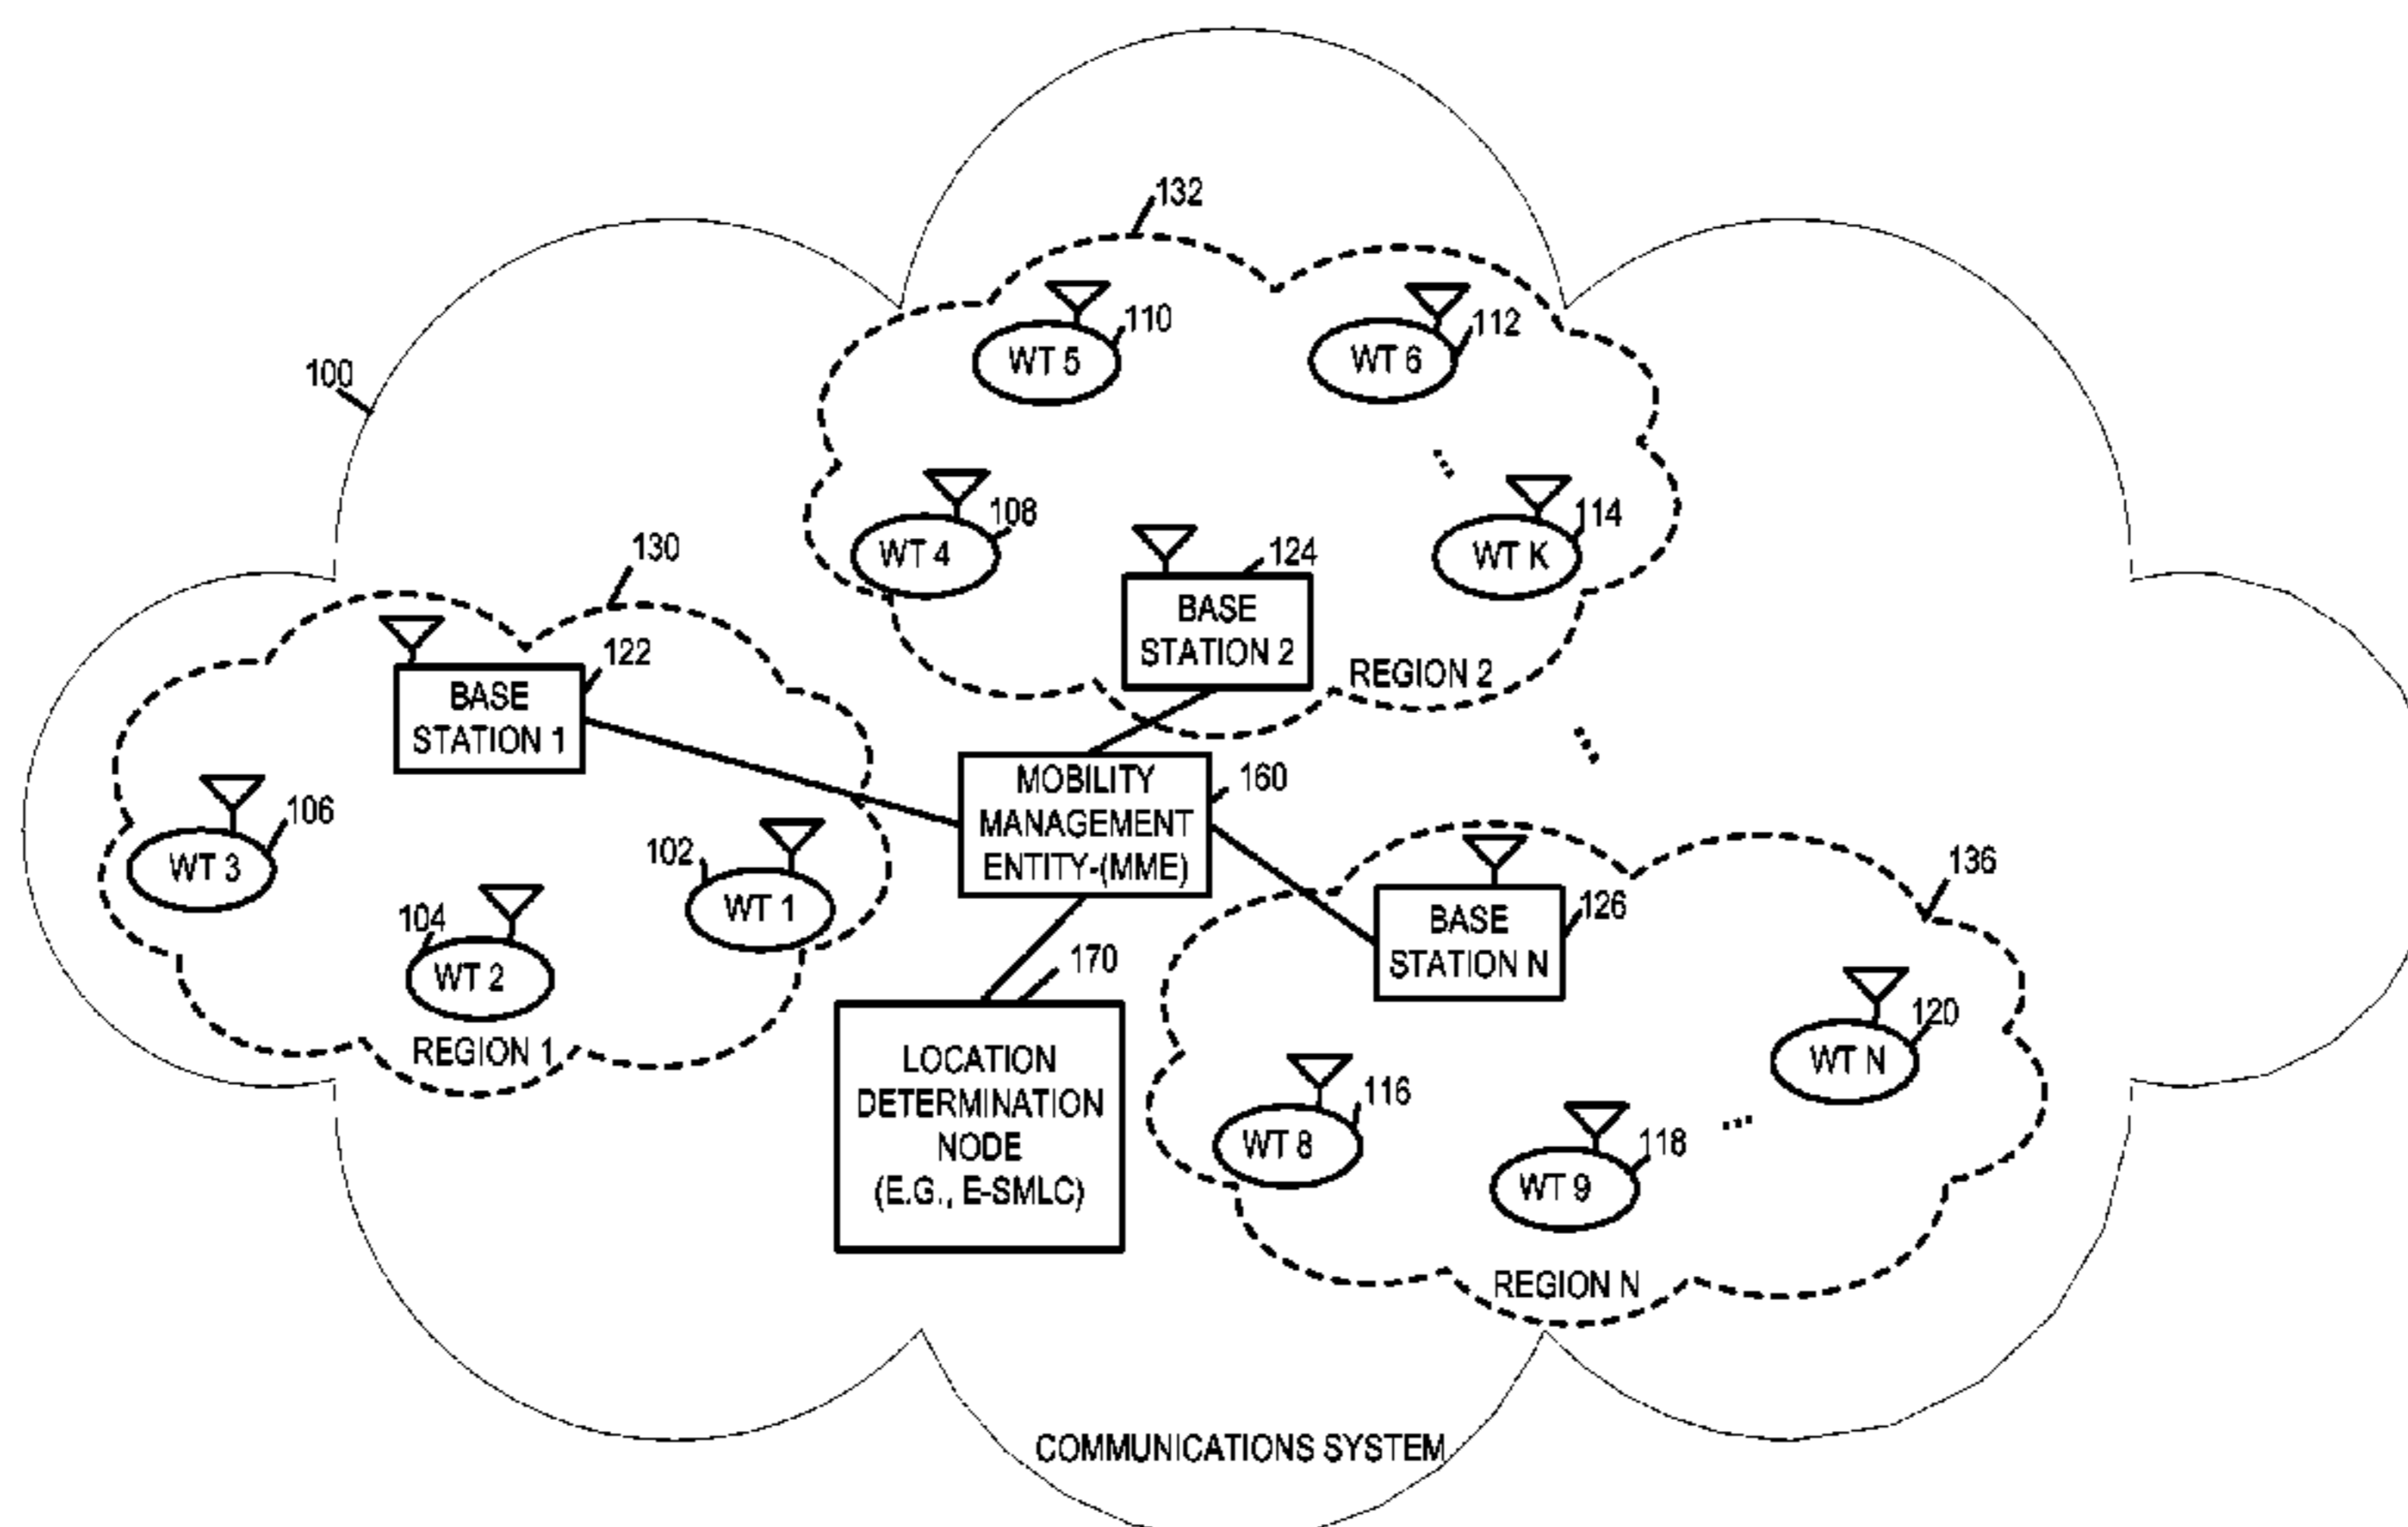 132
110
WT 5
112
WT 6
100
108
WT 4
114
WT K
130
124
BASE
STATION 2
REGION 2
122
BASE
STATION 1
106
WT 3
102
WT 1
104
WT 2
REGION 1
MOBILITY
MANAGEMENT
ENTITY-(MME)
160
136
126
BASE
STATION N
170
LOCATION
DETERMINATION
NODE
(E.G., E-SMLC)
120
WT N
116
WT 8
118
WT 9
...
REGION N
COMMUNICATIONS SYSTEM